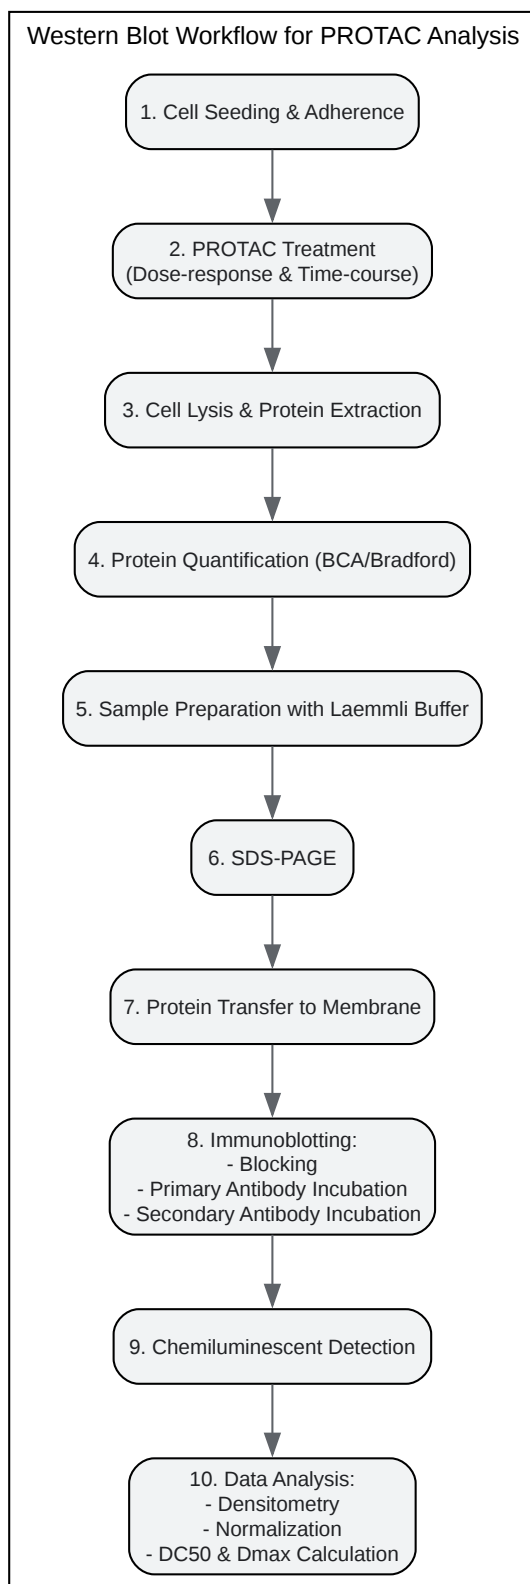 Western Blot Workflow for PROTAC Analysis
1. Cell Seeding & Adherence
2. PROTAC Treatment
(Dose-response & Time-course)
3. Cell Lysis & Protein Extraction
4. Protein Quantification (BCA/Bradford)
5. Sample Preparation with Laemmli Buffer
6. SDS-PAGE
7. Protein Transfer to Membrane
8. Immunoblotting:
- Blocking
- Primary Antibody Incubation
- Secondary Antibody Incubation
9. Chemiluminescent Detection
10. Data Analysis:
- Densitometry
- Normalization
- DC50 & Dmax Calculation